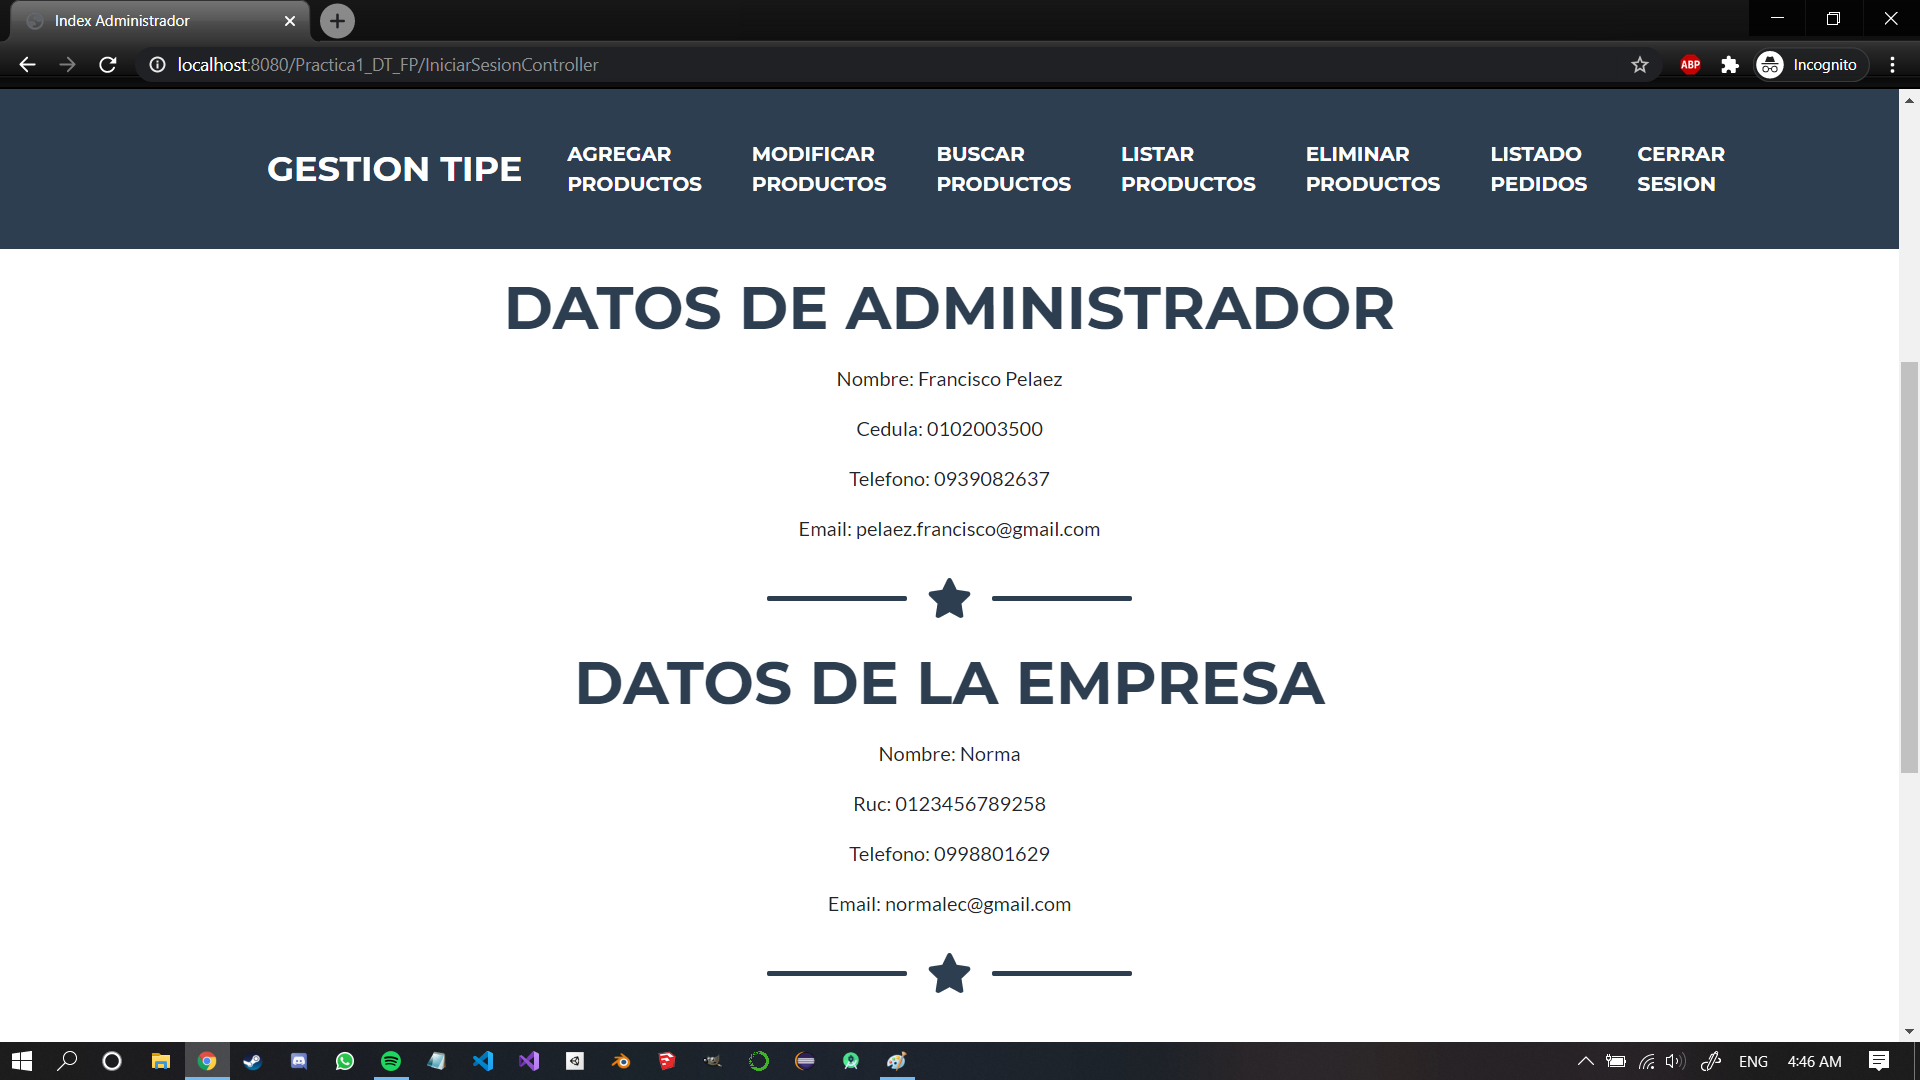 Index Administrador
localhost:8080/Practica1_DT_FP/IniciarSesionController
ABP
Incognito
GESTION TIPE
AGREGAR
PRODUCTOS
MODIFICAR
PRODUCTOS
BUSCAR
PRODUCTOS
LISTAR
PRODUCTOS
ELIMINAR
PRODUCTOS
LISTADO
PEDIDOS
CERRAR
SESION
DATOS DE ADMINISTRADOR
Nombre: Francisco Pelaez
Cedula: 0102003500
Telefono: 0939082637
Email: pelaez.francisco@gmail.com
DATOS DE LA EMPRESA
Nombre: Norma
Ruc: 0123456789258
Telefono: 0998801629
Email: normalec@gmail.com
ENG
4:46 AM